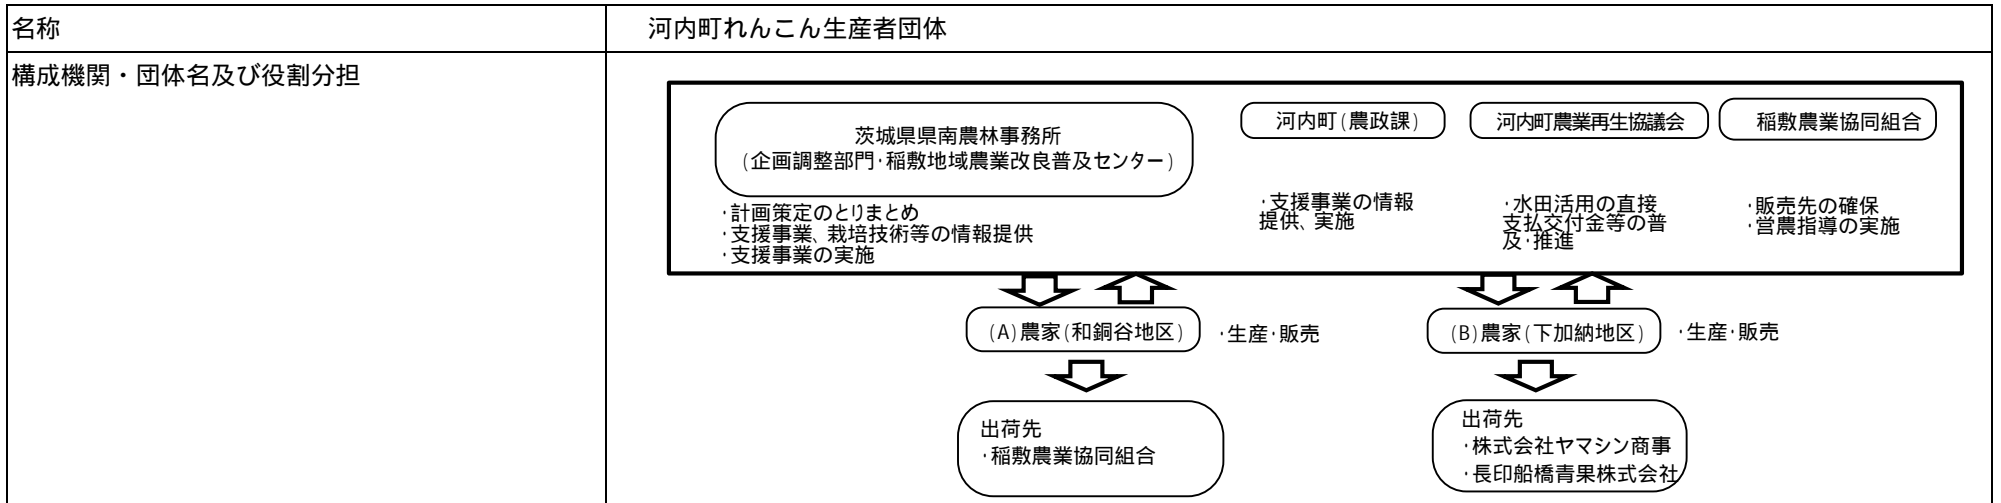 名称
河内町れんこん生産者団体
構成機関・団体名及び役割分担
茨城県県南農林事務所
(企画調整部門・稲敷地域農業改良普及センター)
・計画策定のとりまとめ
・支援事業、栽培技術等の情報提供
・支援事業の実施
河内町(農政課)
・支援事業の情報
提供、実施
河内町農業再生協議会
・水田活用の直接
支払交付金等の普
及・推進
稲敷農業協同組合
・販売先の確保
・営農指導の実施
(A)農家(和銅谷地区)
・生産・販売
(B)農家(下加納地区)
・生産・販売
出荷先
・稲敷農業協同組合
出荷先
・株式会社ヤマシン商事
・長印船橋青果株式会社